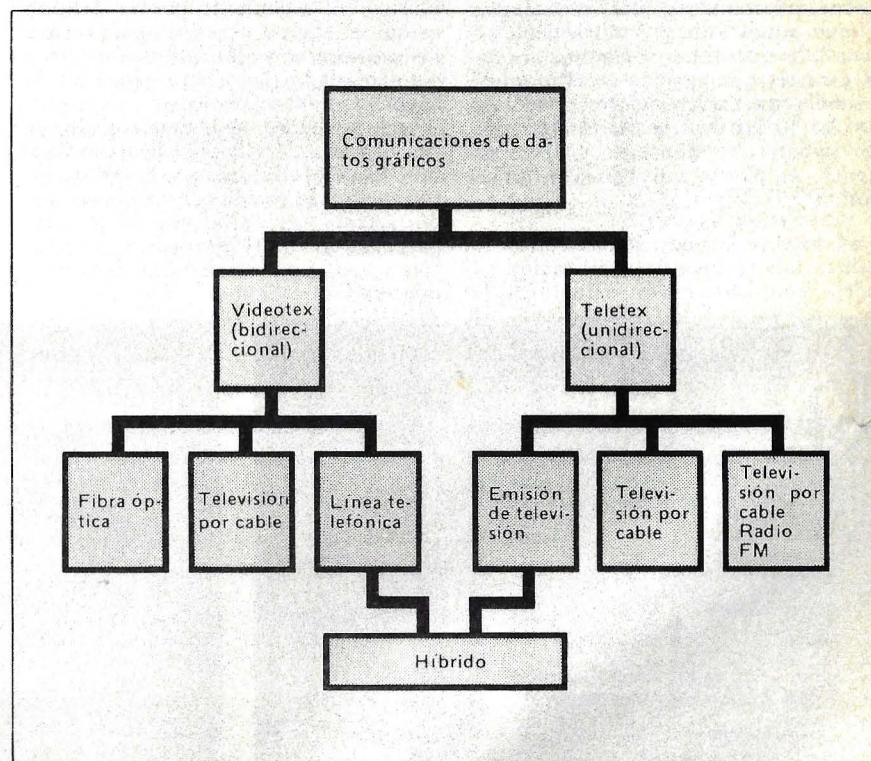 Comunicaciones de da-
tos gráficos
Videotex
(bidirec-
cional)
Teletex
(unidirec-
cional)
Fibra óp-
tica
Televisión
por cable
Línea te-
lefónica
Emisión
de televi-
sión
Televi-
sión por
cable
Televi-
sión por
cable
Radio
FM
Híbrido